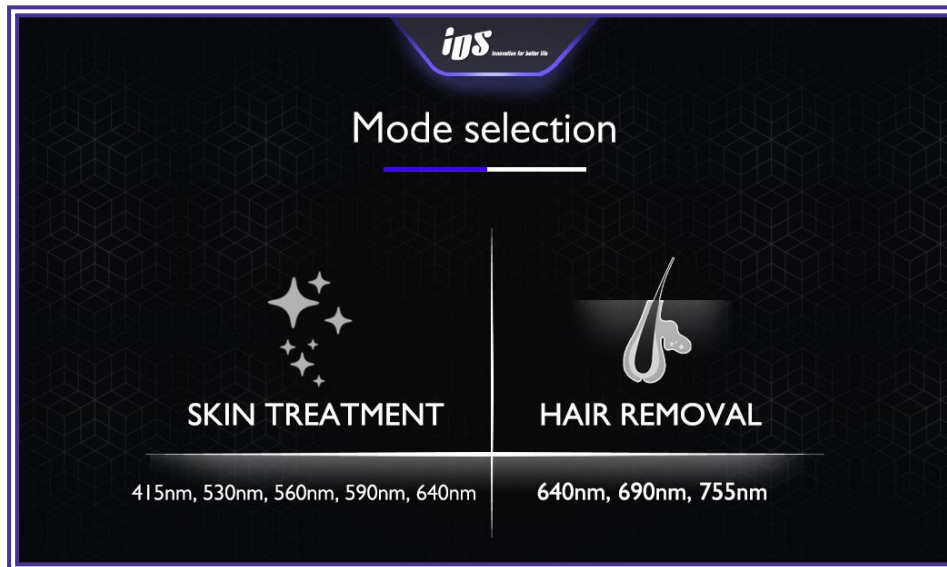 ips Innovation for better life
Mode selection
SKIN TREATMENT
415nm, 530nm, 560nm, 590nm, 640nm
HAIR REMOVAL
640nm, 690nm, 755nm